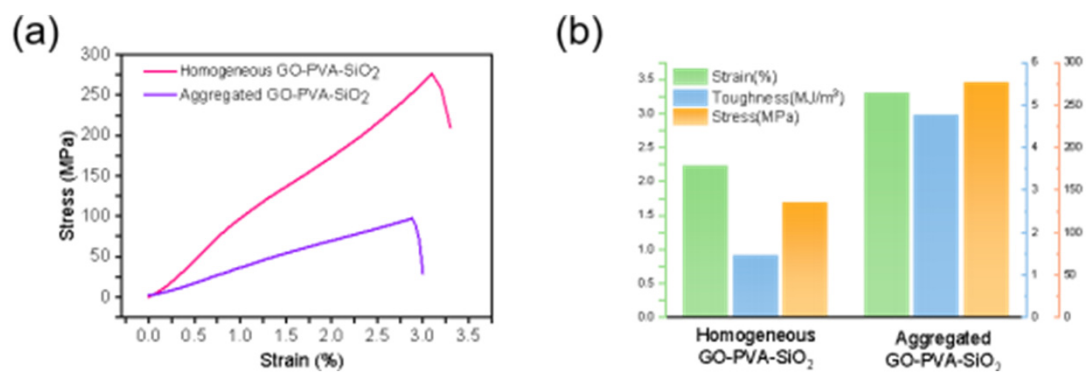 (a)
300
250
200
150
100
50
0
Stress (MPa)
Homogeneous GO-PVA-SiO₂
Aggregated GO-PVA-SiO₂
0.0 0.5 1.0 1.5 2.0 2.5 3.0 3.5
Strain (%)
(b)
3.5
3.0
2.5
2.0
1.5
1.0
0.5
0.0
Strain(%)
Toughness(MJ/m³)
Stress(MPa)
6
5
4
3
2
1
0
300
250
200
150
100
50
0
Homogeneous
GO-PVA-SiO₂
Aggregated
GO-PVA-SiO₂